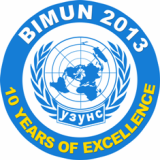 BIMUN 2013
узунс
10 YEARS OF EXCELLENCE